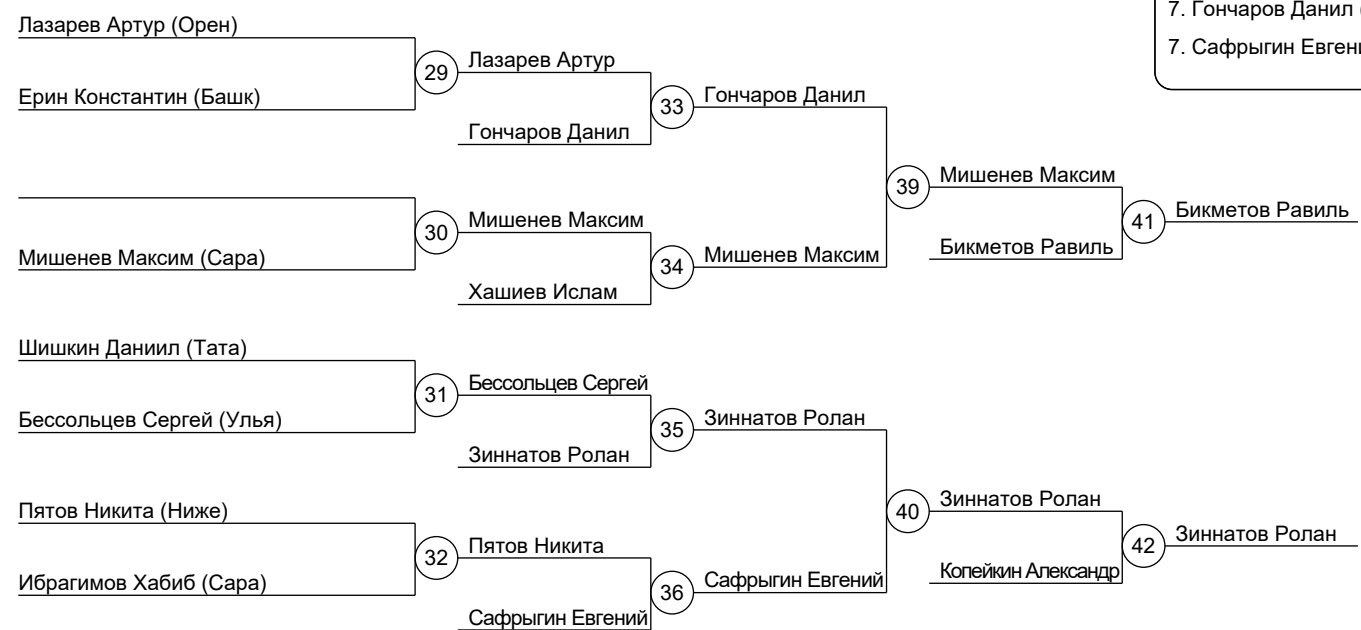 7. Гончаров Данил
7. Сафрыгин
Лазарев Артур (Орен)
29
Лазарев Артур
Ерин Константин (Башк)
33
Гончаров Данил
Гончаров Данил
39
Мишенев Максим
30
Мишенев Максим
41
Бикметов Равиль
Мишенев Максим (Сара)
34
Мишенев Максим
Бикметов Равиль
Хашиев Ислам
Шишкин Даниил (Тата)
31
Бессольцев Сергей
Бессольцев Сергей (Улья)
35
Зиннатов Ролан
Зиннатов Ролан
40
Зиннатов Ролан
Пятов Никита (Ниже)
32
Пятов Никита
42
Зиннатов Ролан
Ибрагимов Хабиб (Сара)
36
Сафрыгин Евгений
Копейкин Александр
Сафрыгин Евгений